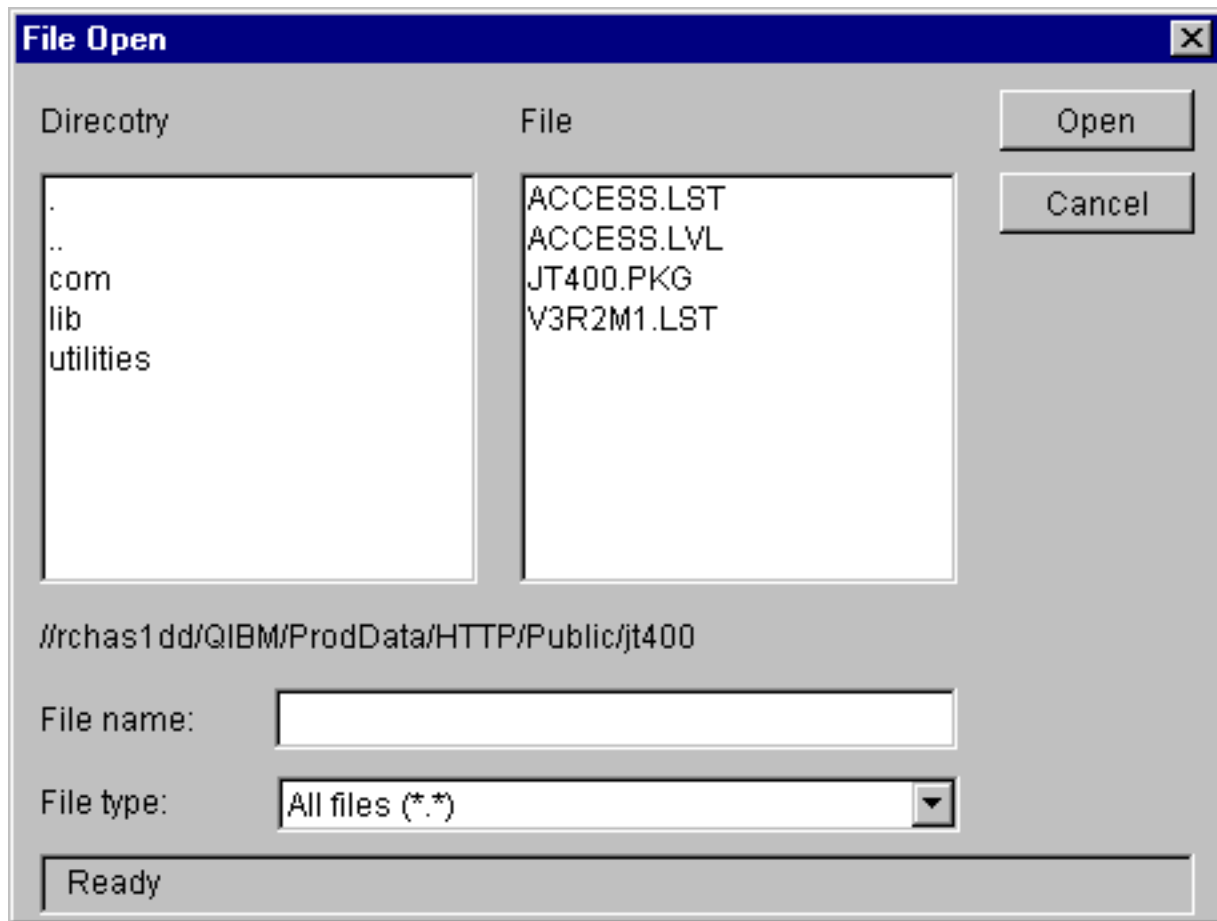 File Open
Direcotry
File
Open
Cancel
.
..
com
lib
utilities
ACCESS.LST
ACCESS.LVL
JT400.PKG
V3R2M1.LST
//rchas1dd/QIBM/ProdData/HTTP/Public/jt400
File name:
File type:
All files (*.*)
Ready